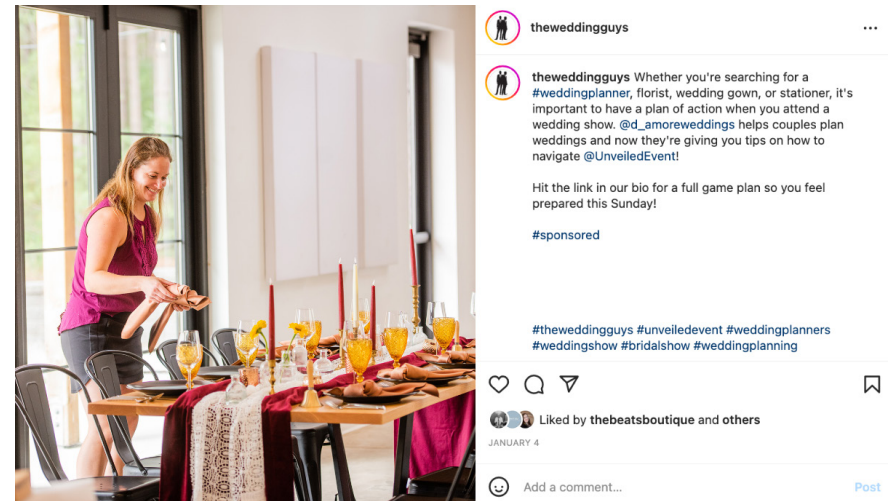 theweddingguys
theweddingguys Whether you're searching for a
#weddingplanner, florist, wedding gown, or stationer, it's
important to have a plan of action when you attend a
wedding show. @d_amoreweddings helps couples plan
weddings and now they're giving you tips on how to
navigate @UnveiledEvent!
Hit the link in our bio for a full game plan so you feel
prepared this Sunday!
#sponsored
#theweddingguys #unveiledevent #weddingplanners
#weddingshow #bridalshow #weddingplanning
Liked by thebeatsboutique and others
JANUARY 4
Add a comment...
Post